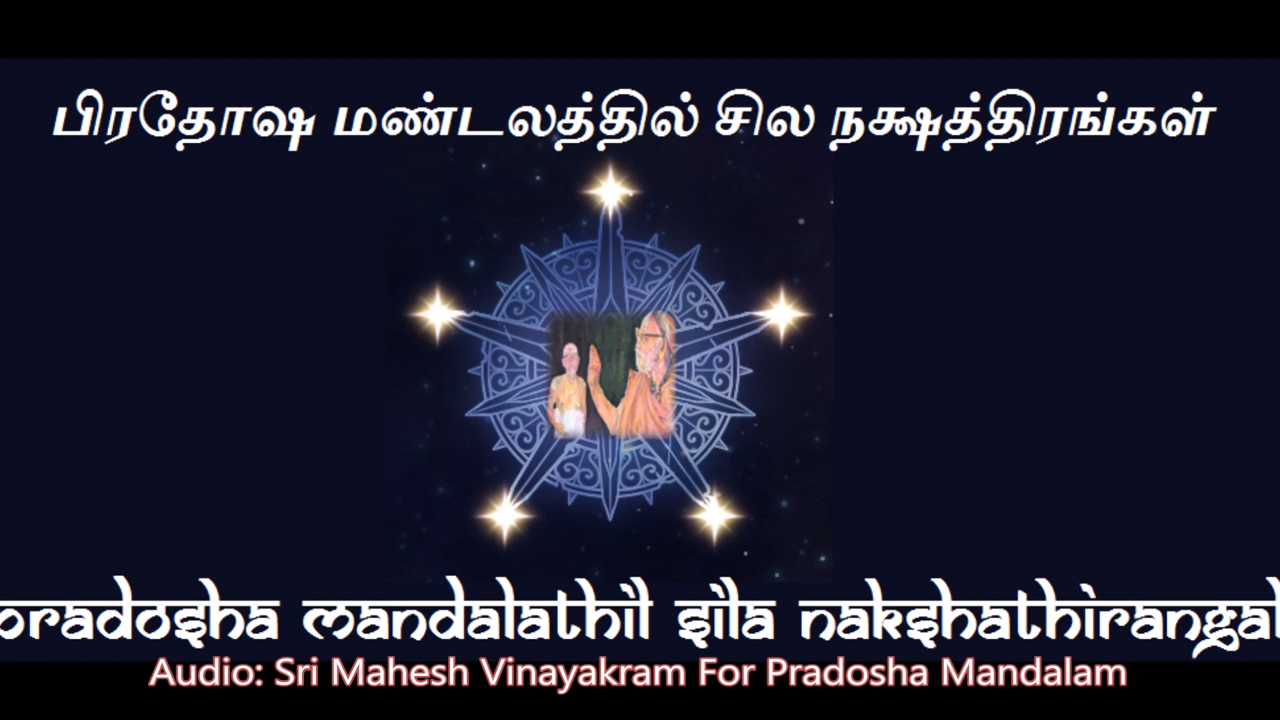 பிரதோஷ மண்டலத்தில் சில நக்ஷத்திரங்கள்
pradosha mandalathil sila nakshathirangal
Audio: Sri Mahesh Vinayakram For Pradosha Mandalam